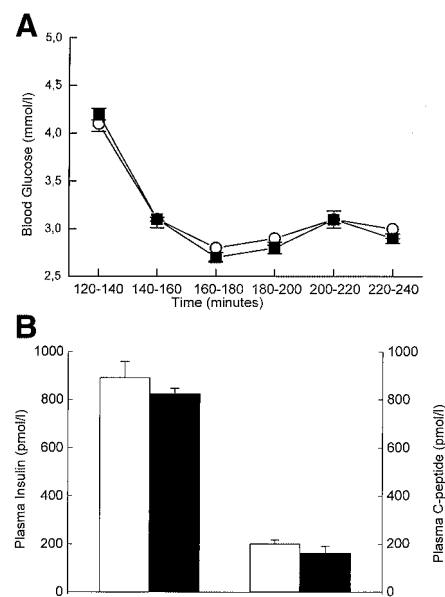 A
5,0
4,5
4,0
3,5
3,0
2,5
Blood Glucose (mmol/l)
120-140 140-160 160-180 180-200 200-220 220-240
Time (minutes)
B
1000
800
600
400
200
0
Plasma Insulin (pmol/l)
1000
800
600
400
200
0
Plasma C-peptide (pmol/l)